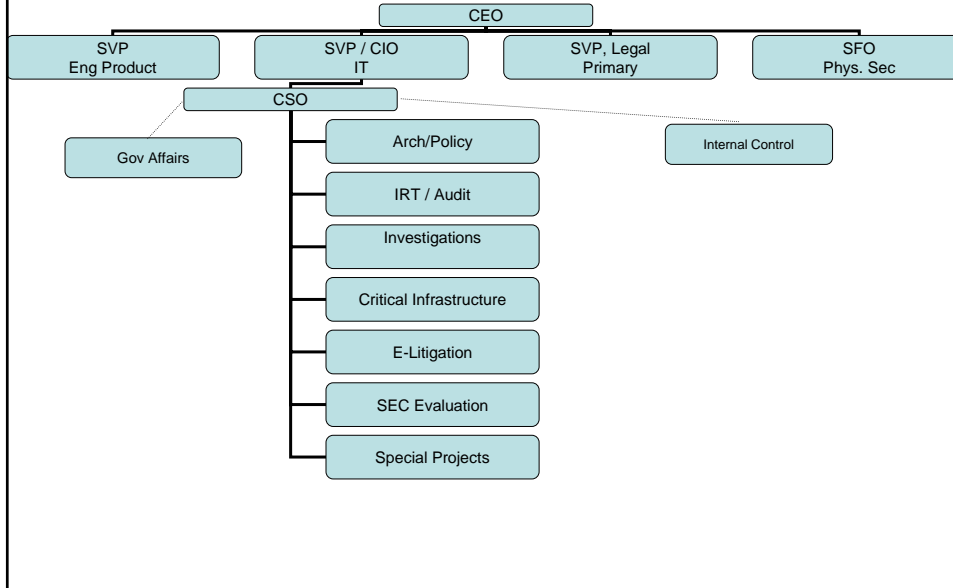 CEO
SVP
Eng Product
SVP / CIO
IT
SVP, Legal
Primary
SFO
Phys. Sec
CSO
Gov Affairs
Internal Control
Arch/Policy
IRT / Audit
Investigations
Critical Infrastructure
E-Litigation
SEC Evaluation
Special Projects